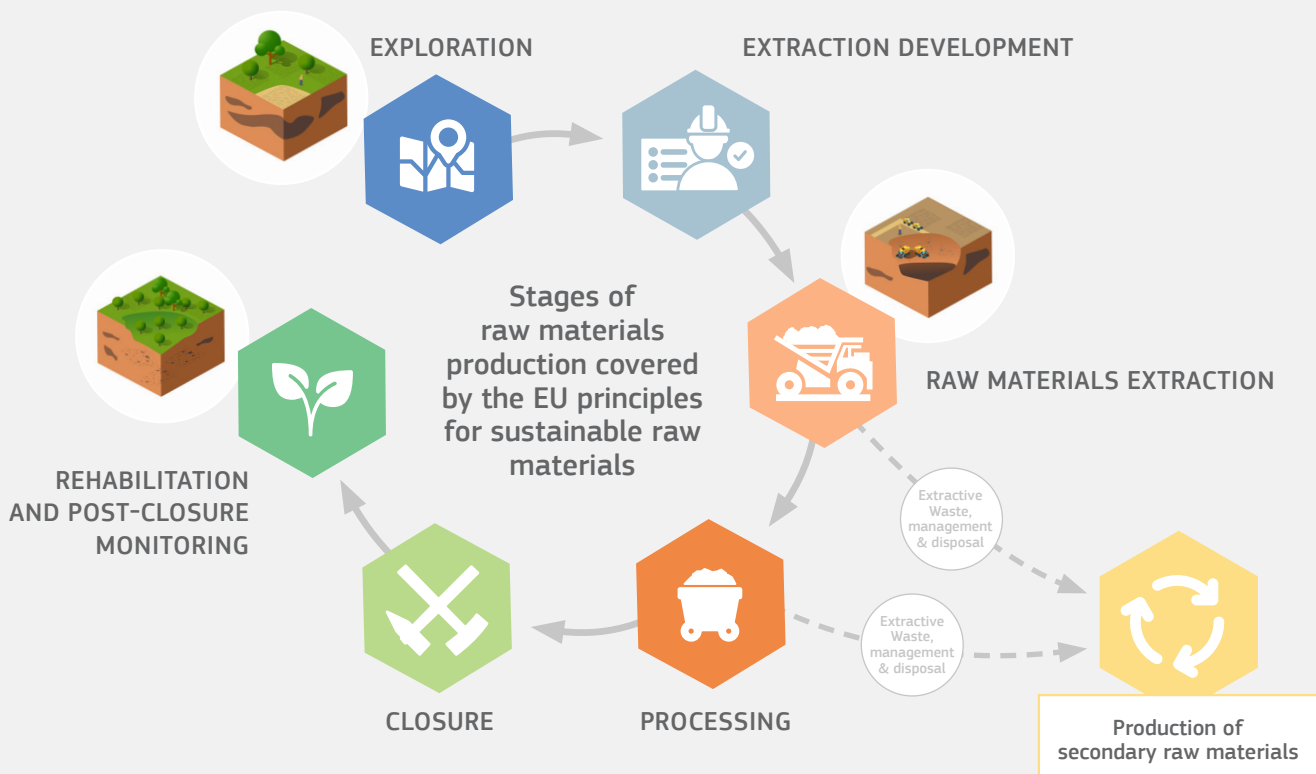 EXPLORATION
EXTRACTION DEVELOPMENT
Stages of
raw materials
production covered
by the EU principles
for sustainable raw
materials
RAW MATERIALS EXTRACTION
REHABILITATION
AND POST-CLOSURE
MONITORING
Extractive
Waste,
management
& disposal
Extractive
Waste,
management
& disposal
CLOSURE
PROCESSING
Production of
secondary raw materials